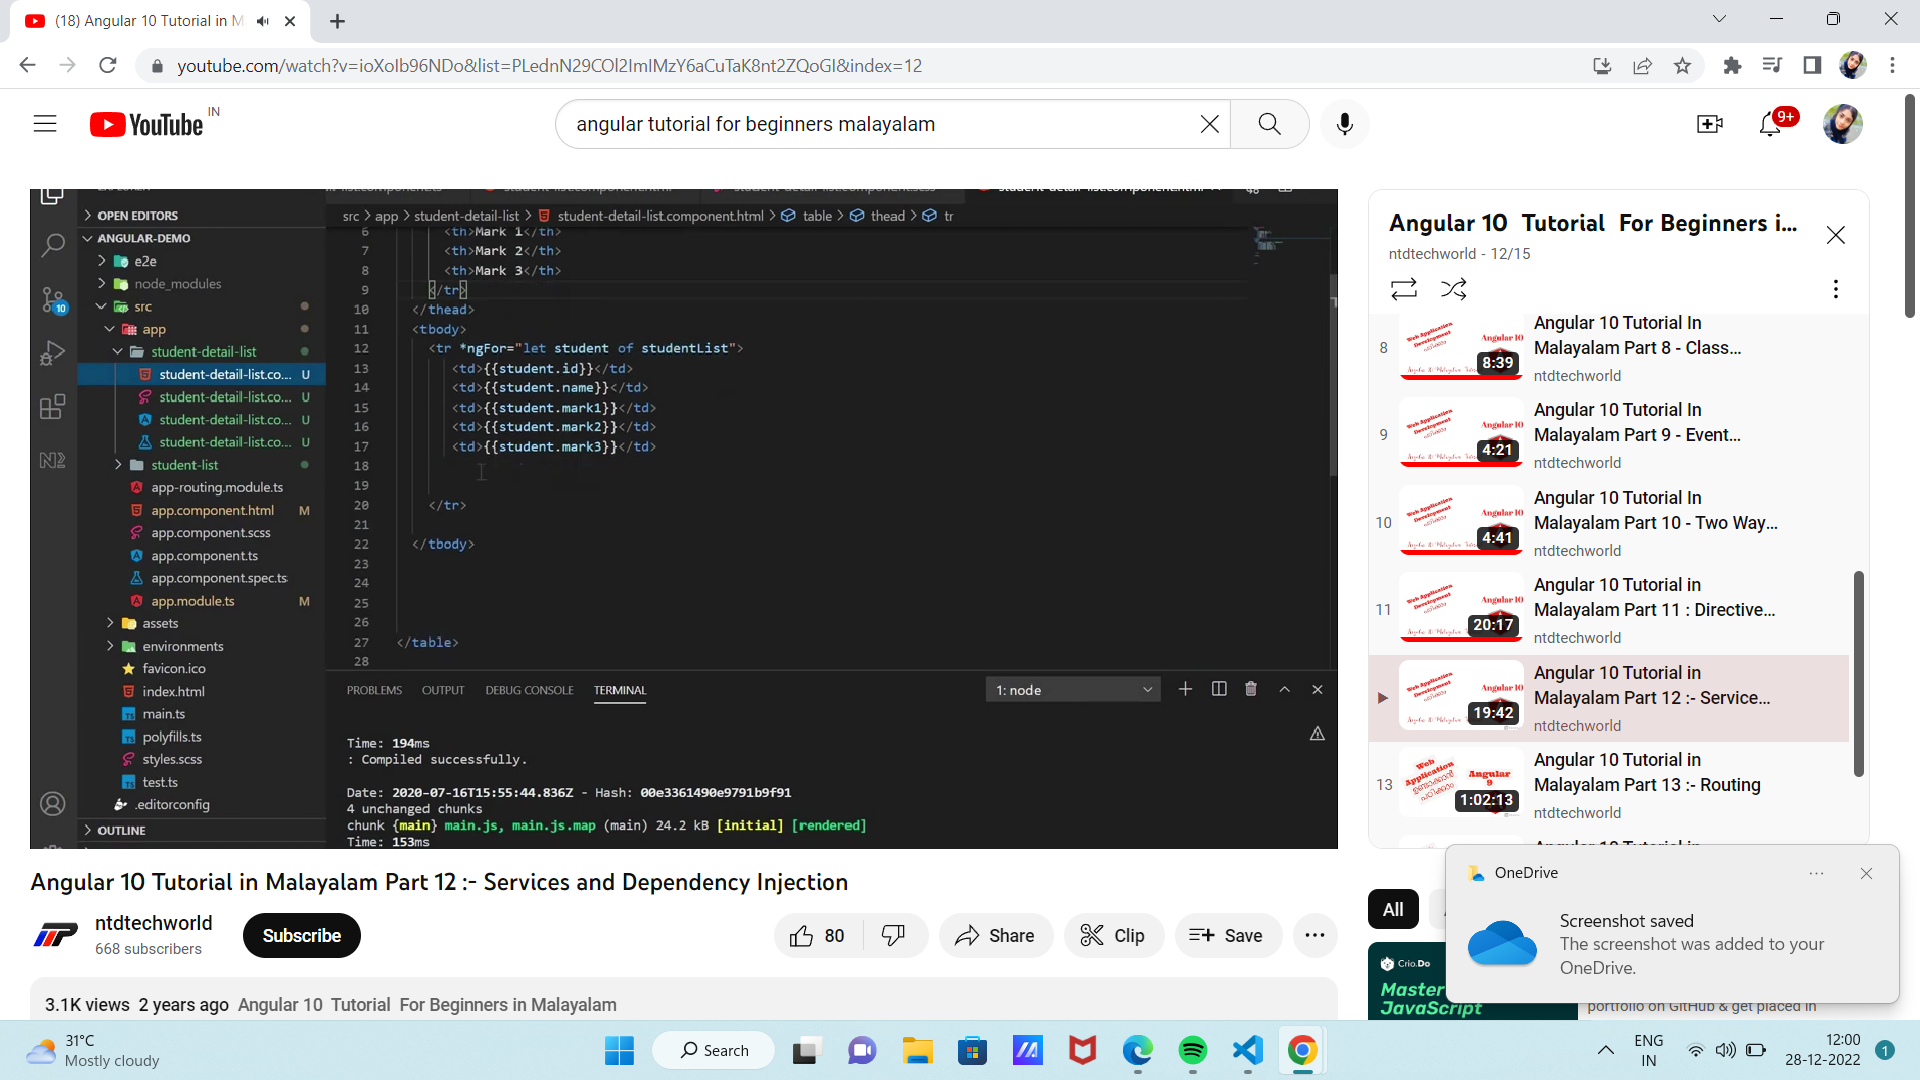 (18) Angular 10 Tutorial in M
youtube.com/watch?v=ioXolb96NDo&list=PLednN29COl2ImIMzY6aCuTaK8nt2ZQoGl&index=12
YouTube IN
angular tutorial for beginners malayalam
9+
OPEN EDITORS
ANGULAR-DEMO
e2e
node_modules
src
app
student-detail-list
student-detail-list.co... U
student-detail-list.co... U
student-detail-list.co... U
student-detail-list.co... U
student-list
app-routing.module.ts
app.component.html M
app.component.scss
app.component.ts
app.component.spec.ts
app.module.ts M
assets
environments
favicon.ico
index.html
main.ts
polyfills.ts
styles.scss
test.ts
.editorconfig
OUTLINE
10
src > app > student-detail-list > student-detail-list.component.html > table > thead > tr
6 <th>Mark 1</th>
7 <th>Mark 2</th>
8 <th>Mark 3</th>
9 </tr>
10 </thead>
11 <tbody>
12 <tr *ngFor="let student of studentList">
13 <td>{{student.id}}</td>
14 <td>{{student.name}}</td>
15 <td>{{student.mark1}}</td>
16 <td>{{student.mark2}}</td>
17 <td>{{student.mark3}}</td>
18
19
20 </tr>
21
22 </tbody>
23
24
25
26
27 </table>
28
PROBLEMS OUTPUT DEBUG CONSOLE TERMINAL 1: node
Time: 194ms
: Compiled successfully.
Date: 2020-07-16T15:55:44.836Z - Hash: 00e3361490e9791b9f91
4 unchanged chunks
chunk {main} main.js, main.js.map (main) 24.2 kB [initial] [rendered]
Time: 153ms
Angular 10 Tutorial in Malayalam Part 12 :- Services and Dependency Injection
ntdtechworld
668 subscribers
Subscribe
80
Share
Clip
Save
3.1K views 2 years ago Angular 10 Tutorial For Beginners in Malayalam
Angular 10 Tutorial For Beginners i...
ntdtechworld - 12/15
8
Angular 10
8:39
Angular 10 Tutorial In
Malayalam Part 8 - Class...
ntdtechworld
9
Angular 10
4:21
Angular 10 Tutorial In
Malayalam Part 9 - Event...
ntdtechworld
10
Angular 10
4:41
Angular 10 Tutorial In
Malayalam Part 10 - Two Way...
ntdtechworld
11
Angular 10
20:17
Angular 10 Tutorial in
Malayalam Part 11 : Directive...
ntdtechworld
Angular 10
19:42
Angular 10 Tutorial in
Malayalam Part 12 :- Service...
ntdtechworld
13
Web
Application
Angular
9
1:02:13
Angular 10 Tutorial in
Malayalam Part 13 :- Routing
ntdtechworld
All
Crio.Do
Master
JavaScript
portfolio on GitHub & get placed in
OneDrive
Screenshot saved
The screenshot was added to your
OneDrive.
31°C
Mostly cloudy
Search
ENG
IN
12:00
28-12-2022
1